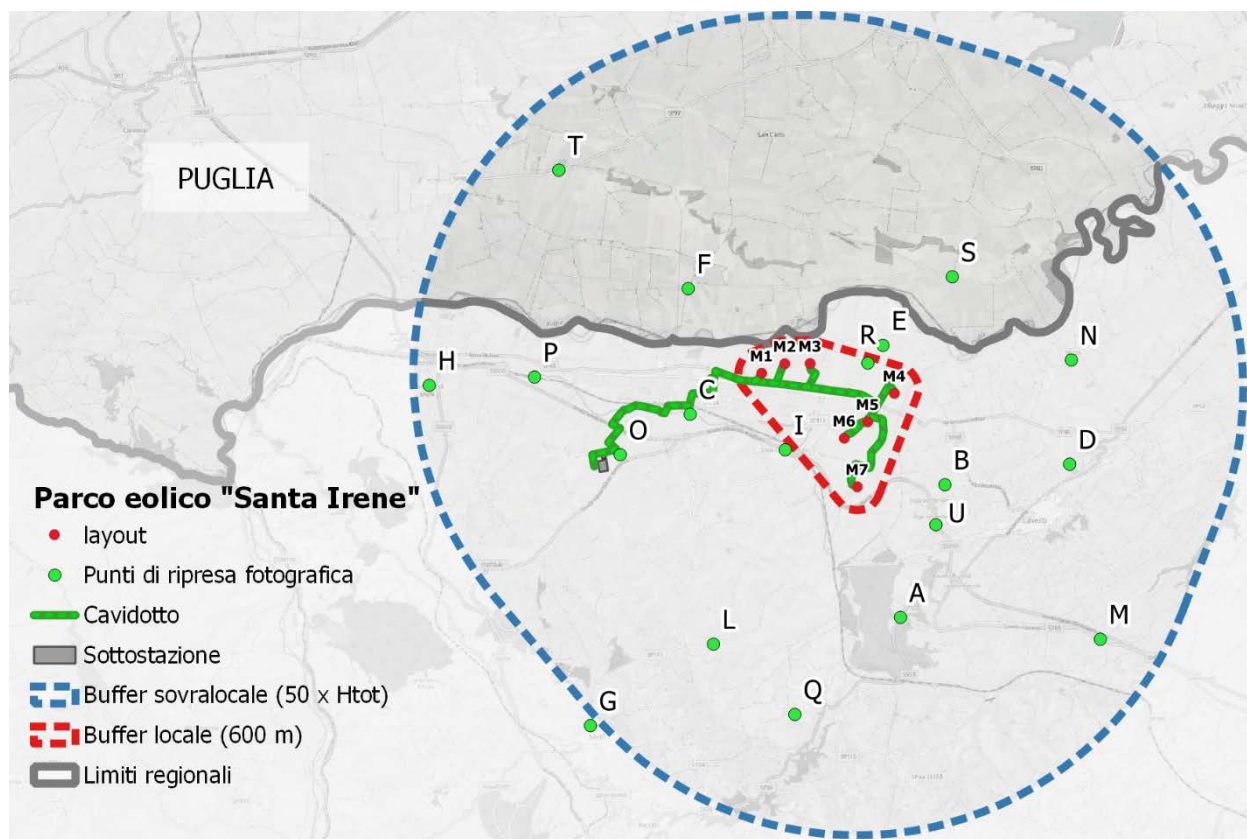 PUGLIA
T
F
S
E
R
N
M1
M2
M3
M4
H
P
C
M5
M6
I
O
D
M7
B
U
A
M
L
Q
G
Parco eolico "Santa Irene"
layout
Punti di ripresa fotografica
Cavidotto
Sottostazione
Buffer sovralocale (50 x Htot)
Buffer locale (600 m)
Limiti regionali